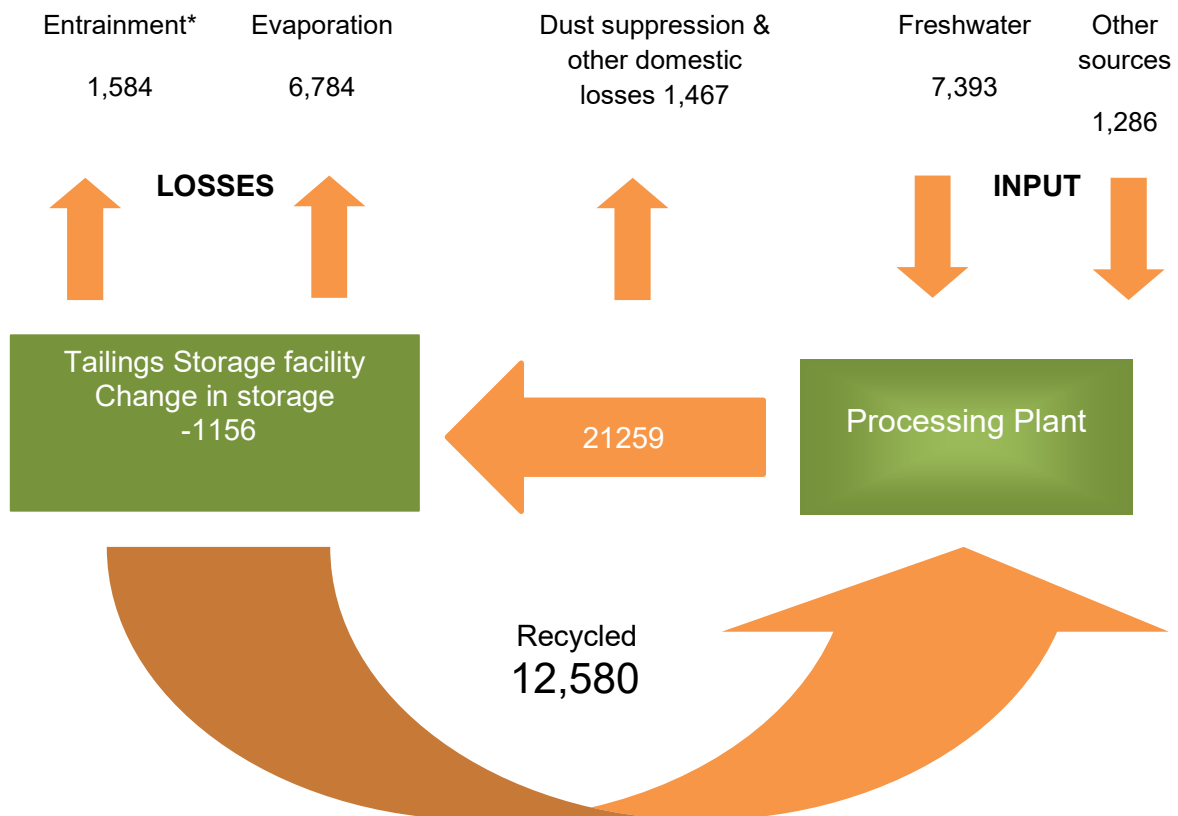 Entrainment*
1,584
Evaporation
6,784
Dust suppression &
other domestic
losses 1,467
Freshwater
7,393
Other
sources
1,286
LOSSES
INPUT
Tailings Storage facility
Change in storage
-1156
21259
Processing Plant
Recycled
12,580